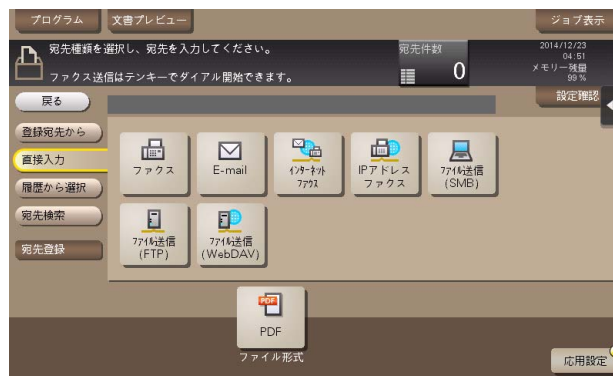 プログラム
文書プレビュー
ジョブ表示
宛先種類を選択し、宛先を入力してください。
ファクス送信はテンキーでダイアル開始できます。
宛先件数
0
2014/12/23
04:51
メモリー残量
99 %
戻る
設定確認
登録宛先から
直接入力
履歴から選択
宛先検索
宛先登録
ファクス
E-mail
インターネット
ファクス
IPアドレス
ファクス
ファイル送信
(SMB)
ファイル送信
(FTP)
ファイル送信
(WebDAV)
PDF
PDF
ファイル形式
応用設定